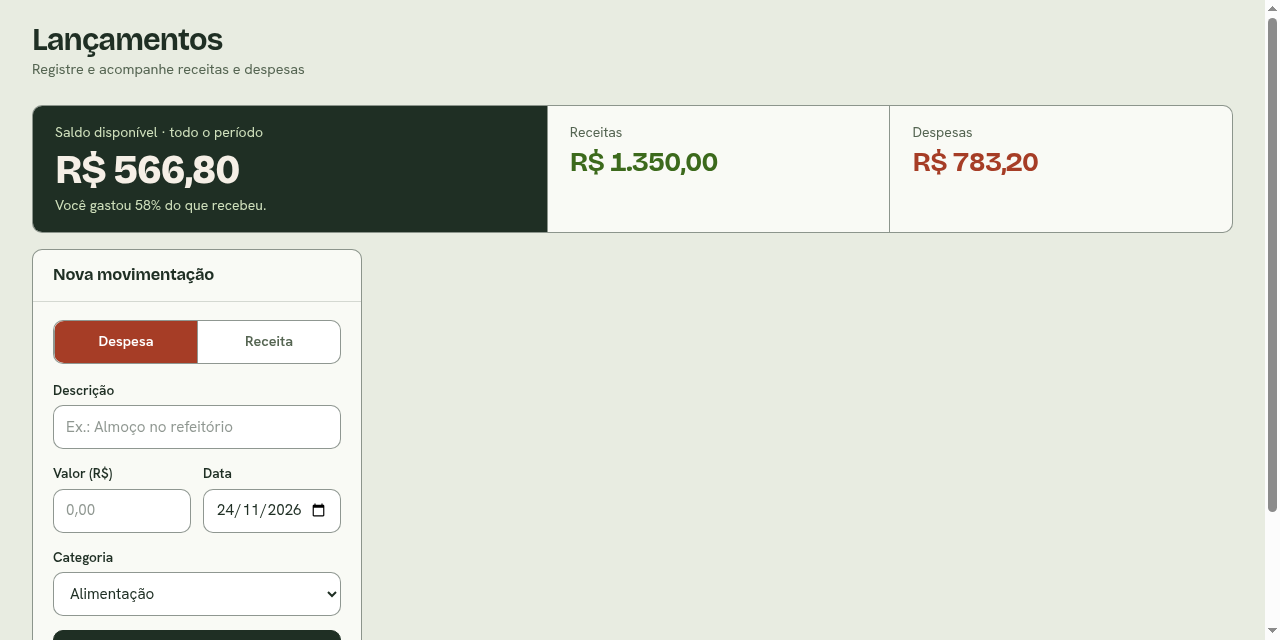 Lançamentos
Registre e acompanhe receitas e despesas
Saldo disponível · todo o período
R$ 566,80
Você gastou 58% do que recebeu.
Receitas
R$ 1.350,00
Despesas
R$ 783,20
Nova movimentação
Despesa Receita
Descrição
Ex.: Almoço no refeitório
Valor (R$) Data
0,00 24/11/2026
Categoria
Alimentação